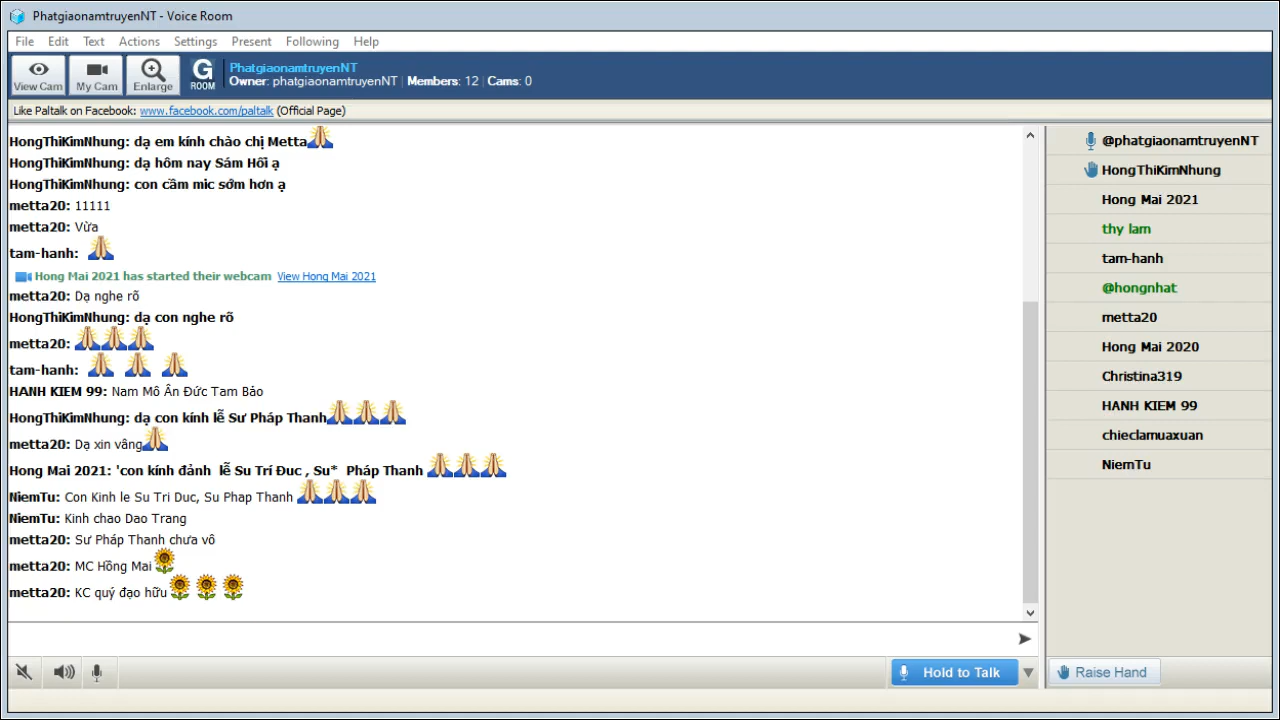 PhatgiaonamtruyenNT - Voice Room
File Edit Text Actions Settings Present Following Help
View Cam My Cam Enlarge G ROOM
PhatgiaonamtruyenNT
Owner: phatgiaonamtruyenNT | Members: 12 | Cams: 0
Like Paltalk on Facebook: www.facebook.com/paltalk (Official Page)
HongThiKimNhung: dạ em kính chào chị Metta
HongThiKimNhung: dạ hôm nay Sám Hối ạ
HongThiKimNhung: con cầm mic sớm hơn ạ
metta20: 11111
metta20: Vừa
tam-hanh:
Hong Mai 2021 has started their webcam View Hong Mai 2021
metta20: Dạ nghe rõ
HongThiKimNhung: dạ con nghe rõ
metta20:
tam-hanh:
HANH KIEM 99: Nam Mô Ân Đức Tam Bảo
HongThiKimNhung: dạ con kính lễ Sư Pháp Thanh
metta20: Dạ xin vâng
Hong Mai 2021: 'con kính đảnh lễ Su Trí Đuc , Su* Pháp Thanh
NiemTu: Con Kinh le Su Tri Duc, Su Phap Thanh
NiemTu: Kinh chao Dao Trang
metta20: Sư Pháp Thanh chưa vô
metta20: MC Hồng Mai
metta20: KC quý đạo hữu
@phatgiaonamtruyenNT
HongThiKimNhung
Hong Mai 2021
thy lam
tam-hanh
@hongnhat
metta20
Hong Mai 2020
Christina319
HANH KIEM 99
chieclamuaxuan
NiemTu
Hold to Talk
Raise Hand